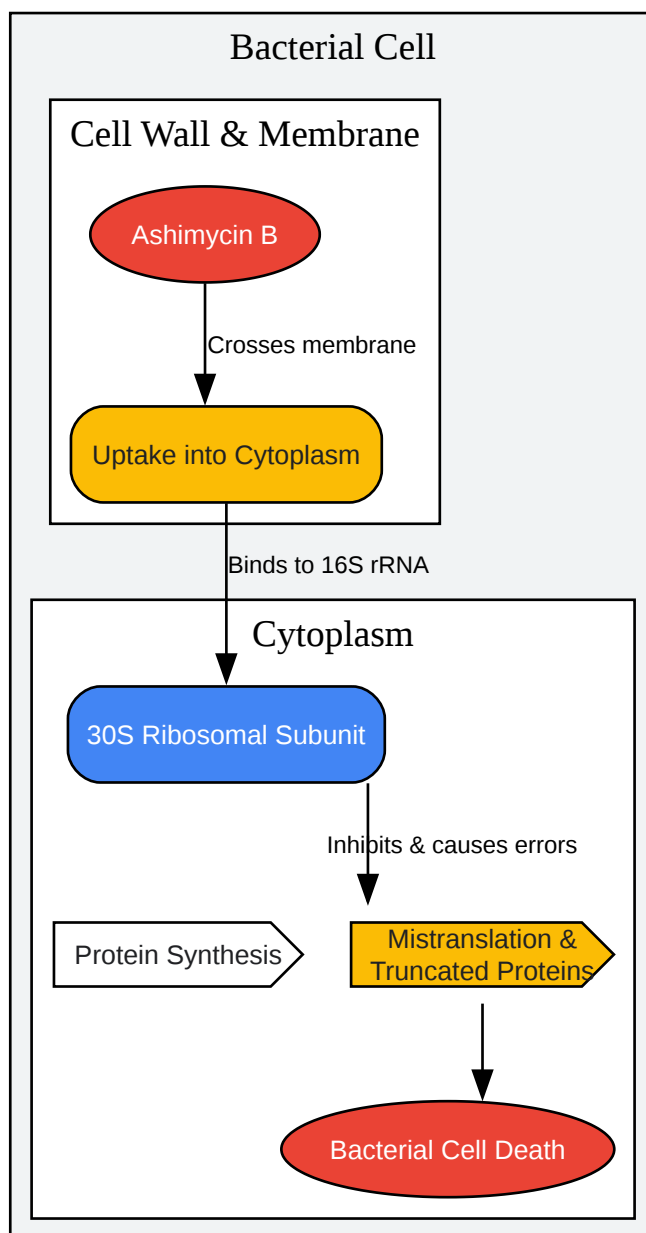 Bacterial Cell
Cell Wall & Membrane
Ashimycin B
Crosses membrane
Uptake into Cytoplasm
Binds to 16S rRNA
Cytoplasm
30S Ribosomal Subunit
Inhibits & causes errors
Protein Synthesis
Mistranslation &
Truncated Proteins
Bacterial Cell Death